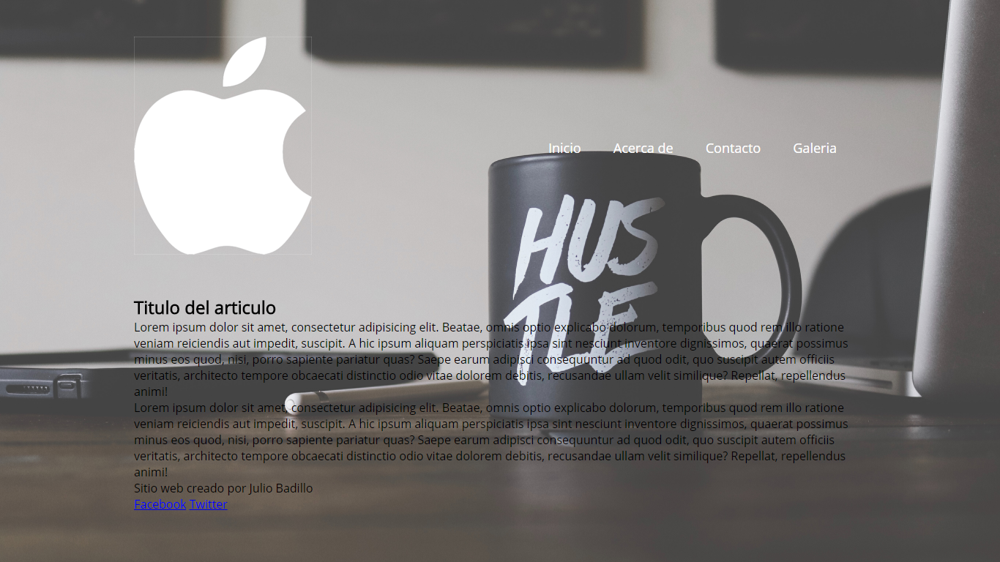 Inicio Acerca de Contacto Galeria
HUS
TLE
Titulo del articulo
Lorem ipsum dolor sit amet, consectetur adipisicing elit. Beatae, omnis optio explicabo dolorum, temporibus quod rem illo ratione
veniam reiciendis aut impedit, suscipit. A hic ipsum aliquam perspiciatis ipsa sint nesciunt inventore dignissimos, quaerat possimus
minus eos quod, nisi, porro sapiente pariatur quas? Saepe earum adipisci consequuntur ad quod odit, quo suscipit autem officiis
veritatis, architecto tempore obcaecati distinctio odio vitae dolorem debitis, recusandae ullam velit similique? Repellat, repellendus
animi!
Lorem ipsum dolor sit amet, consectetur adipisicing elit. Beatae, omnis optio explicabo dolorum, temporibus quod rem illo ratione
veniam reiciendis aut impedit, suscipit. A hic ipsum aliquam perspiciatis ipsa sint nesciunt inventore dignissimos, quaerat possimus
minus eos quod, nisi, porro sapiente pariatur quas? Saepe earum adipisci consequuntur ad quod odit, quo suscipit autem officiis
veritatis, architecto tempore obcaecati distinctio odio vitae dolorem debitis, recusandae ullam velit similique? Repellat, repellendus
animi!
Sitio web creado por Julio Badillo
Facebook Twitter